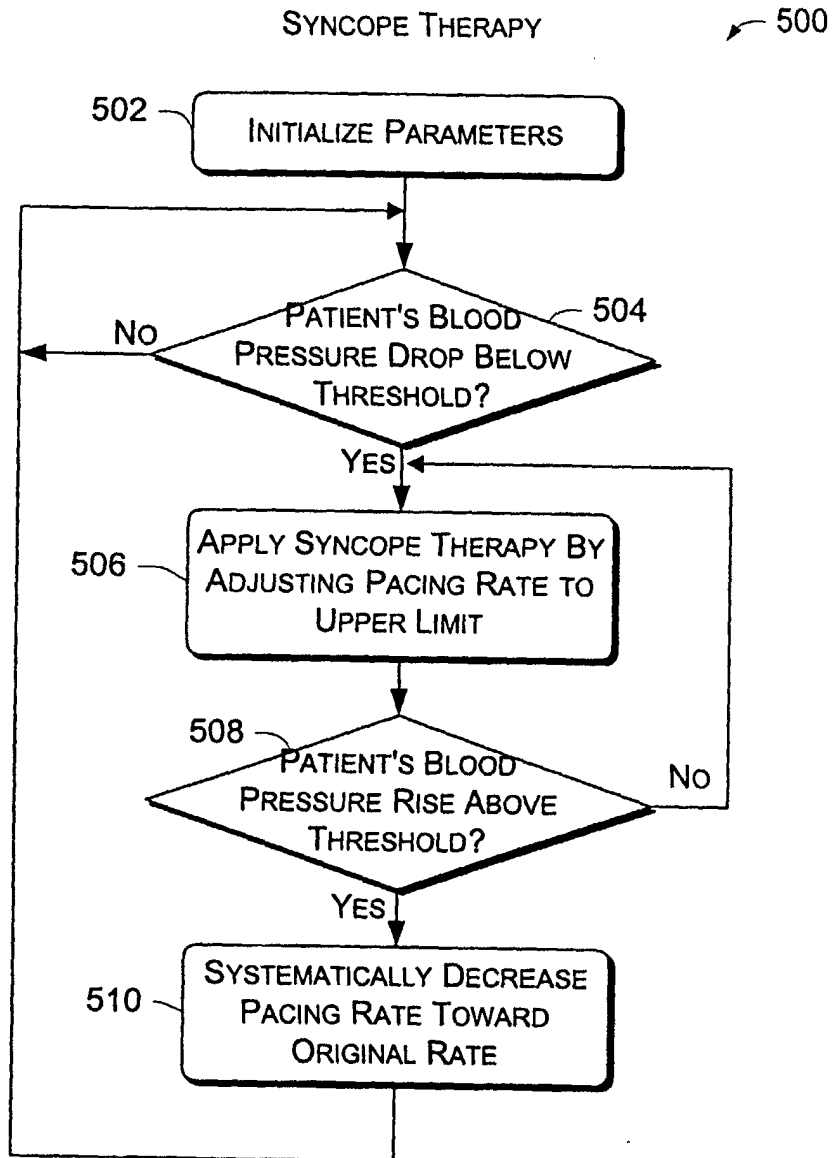 SYNCOPE THERAPY
500
502
INITIALIZE PARAMETERS
504
PATIENT'S BLOOD
PRESSURE DROP BELOW
THRESHOLD?
NO
YES
506
APPLY SYNCOPE THERAPY BY
ADJUSTING PACING RATE TO
UPPER LIMIT
508
PATIENT'S BLOOD
PRESSURE RISE ABOVE
THRESHOLD?
NO
YES
510
SYSTEMATICALLY DECREASE
PACING RATE TOWARD
ORIGINAL RATE